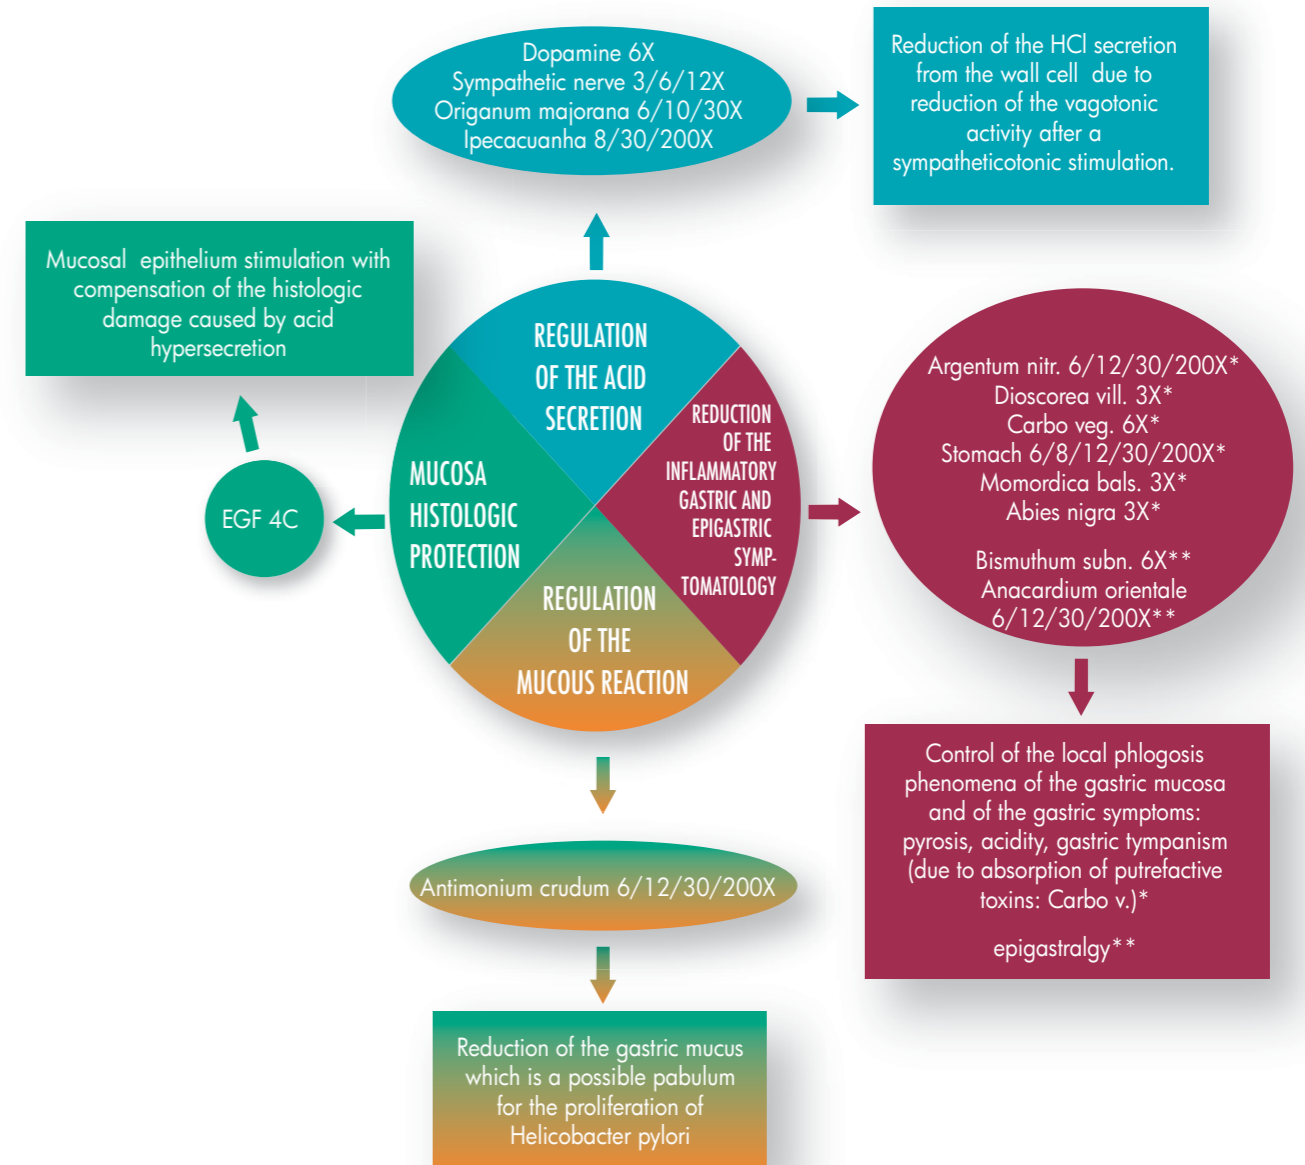 Dopamine 6X
Sympathetic nerve 3/6/12X
Origanum majorana 6/10/30X
Ipecacuanha 8/30/200X
Reduction of the HCl secretion
from the wall cell due to
reduction of the vagotonic
activity after a
sympatheticotonic stimulation.
Mucosal epithelium stimulation with
compensation of the histologic
damage caused by acid
hypersecretion
EGF 4C
REGULATION
OF THE ACID
SECRETION
MUCOSA
HISTOLOGIC
PROTECTION
REDUCTION
OF THE
INFLAMMATORY
GASTRIC AND
EPIGASTRIC
SYMP-
TOMATOLOGY
REGULATION
OF THE
MUCOUS REACTION
Argentum nitr. 6/12/30/200X*
Dioscorea vill. 3X*
Carbo veg. 6X*
Stomach 6/8/12/30/200X*
Momordica bals. 3X*
Abies nigra 3X*
Bismuthum subn. 6X**
Anacardium orientale
6/12/30/200X**
Control of the local phlogosis
phenomena of the gastric mucosa
and of the gastric symptoms:
pyrosis, acidity, gastric tympanism
(due to absorption of putrefactive
toxins: Carbo v.)*
epigastralgy**
Antimonium crudum 6/12/30/200X
Reduction of the gastric mucus
which is a possible pabulum
for the proliferation of
Helicobacter pylori